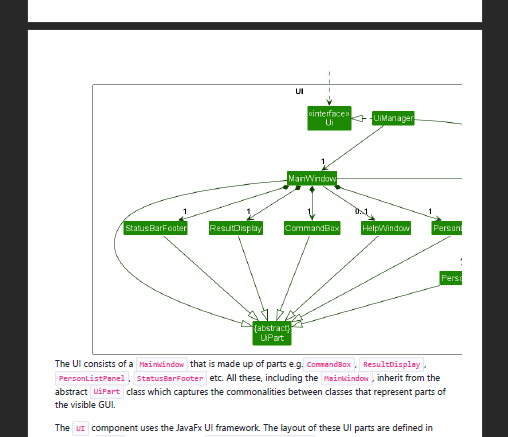 UI
«interface»
Ui
UiManager
1
MainWindow
1
1
1
0..1
1
StatusBarFooter
ResultDisplay
CommandBox
HelpWindow
{abstract}
UiPart
The UI consists of a MainWindow that is made up of parts e.g. CommandBox , ResultDisplay ,
PersonListPanel , StatusBarFooter etc. All these, including the MainWindow , inherit from the
abstract UiPart class which captures the commonalities between classes that represent parts of
the visible GUI.
The UI component uses the JavaFx UI framework. The layout of these UI parts are defined in